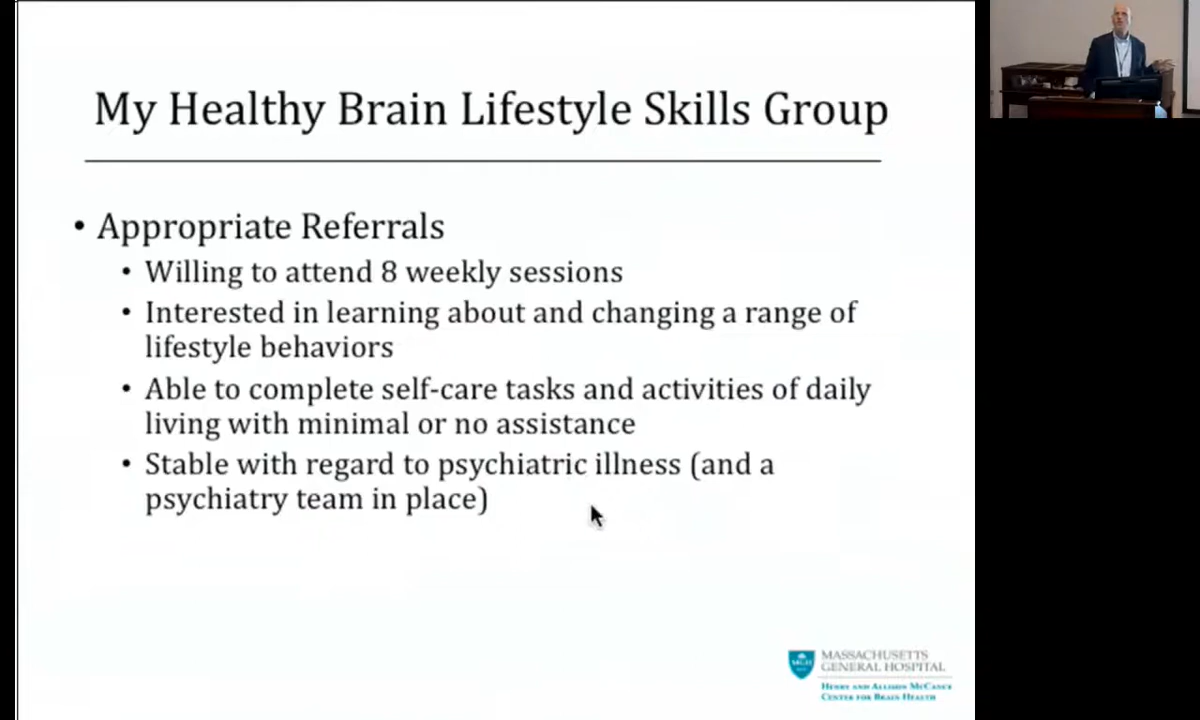 My Healthy Brain Lifestyle Skills Group
• Appropriate Referrals
• Willing to attend 8 weekly sessions
• Interested in learning about and changing a range of
lifestyle behaviors
• Able to complete self-care tasks and activities of daily
living with minimal or no assistance
• Stable with regard to psychiatric illness (and a
psychiatry team in place)
MGH
MASSACHUSETTS
GENERAL HOSPITAL
HENRY AND ALLISON MCCANCE
CENTER FOR BRAIN HEALTH